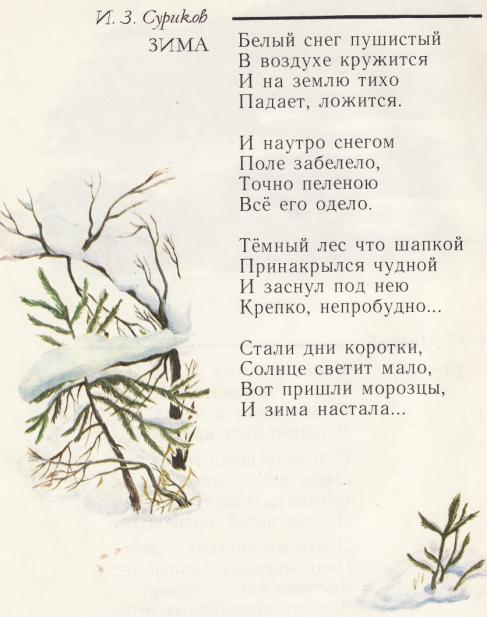 И. З. Суриков
ЗИМА
Белый снег пушистый
В воздухе кружится
И на землю тихо
Падает, ложится.
И наутро снегом
Поле забелело,
Точно пеленою
Всё его одело.
Тёмный лес что шапкой
Принакрылся чудной
И заснул под нею
Крепко, непробудно...
Стали дни коротки,
Солнце светит мало,
Вот пришли морозцы,
И зима настала...